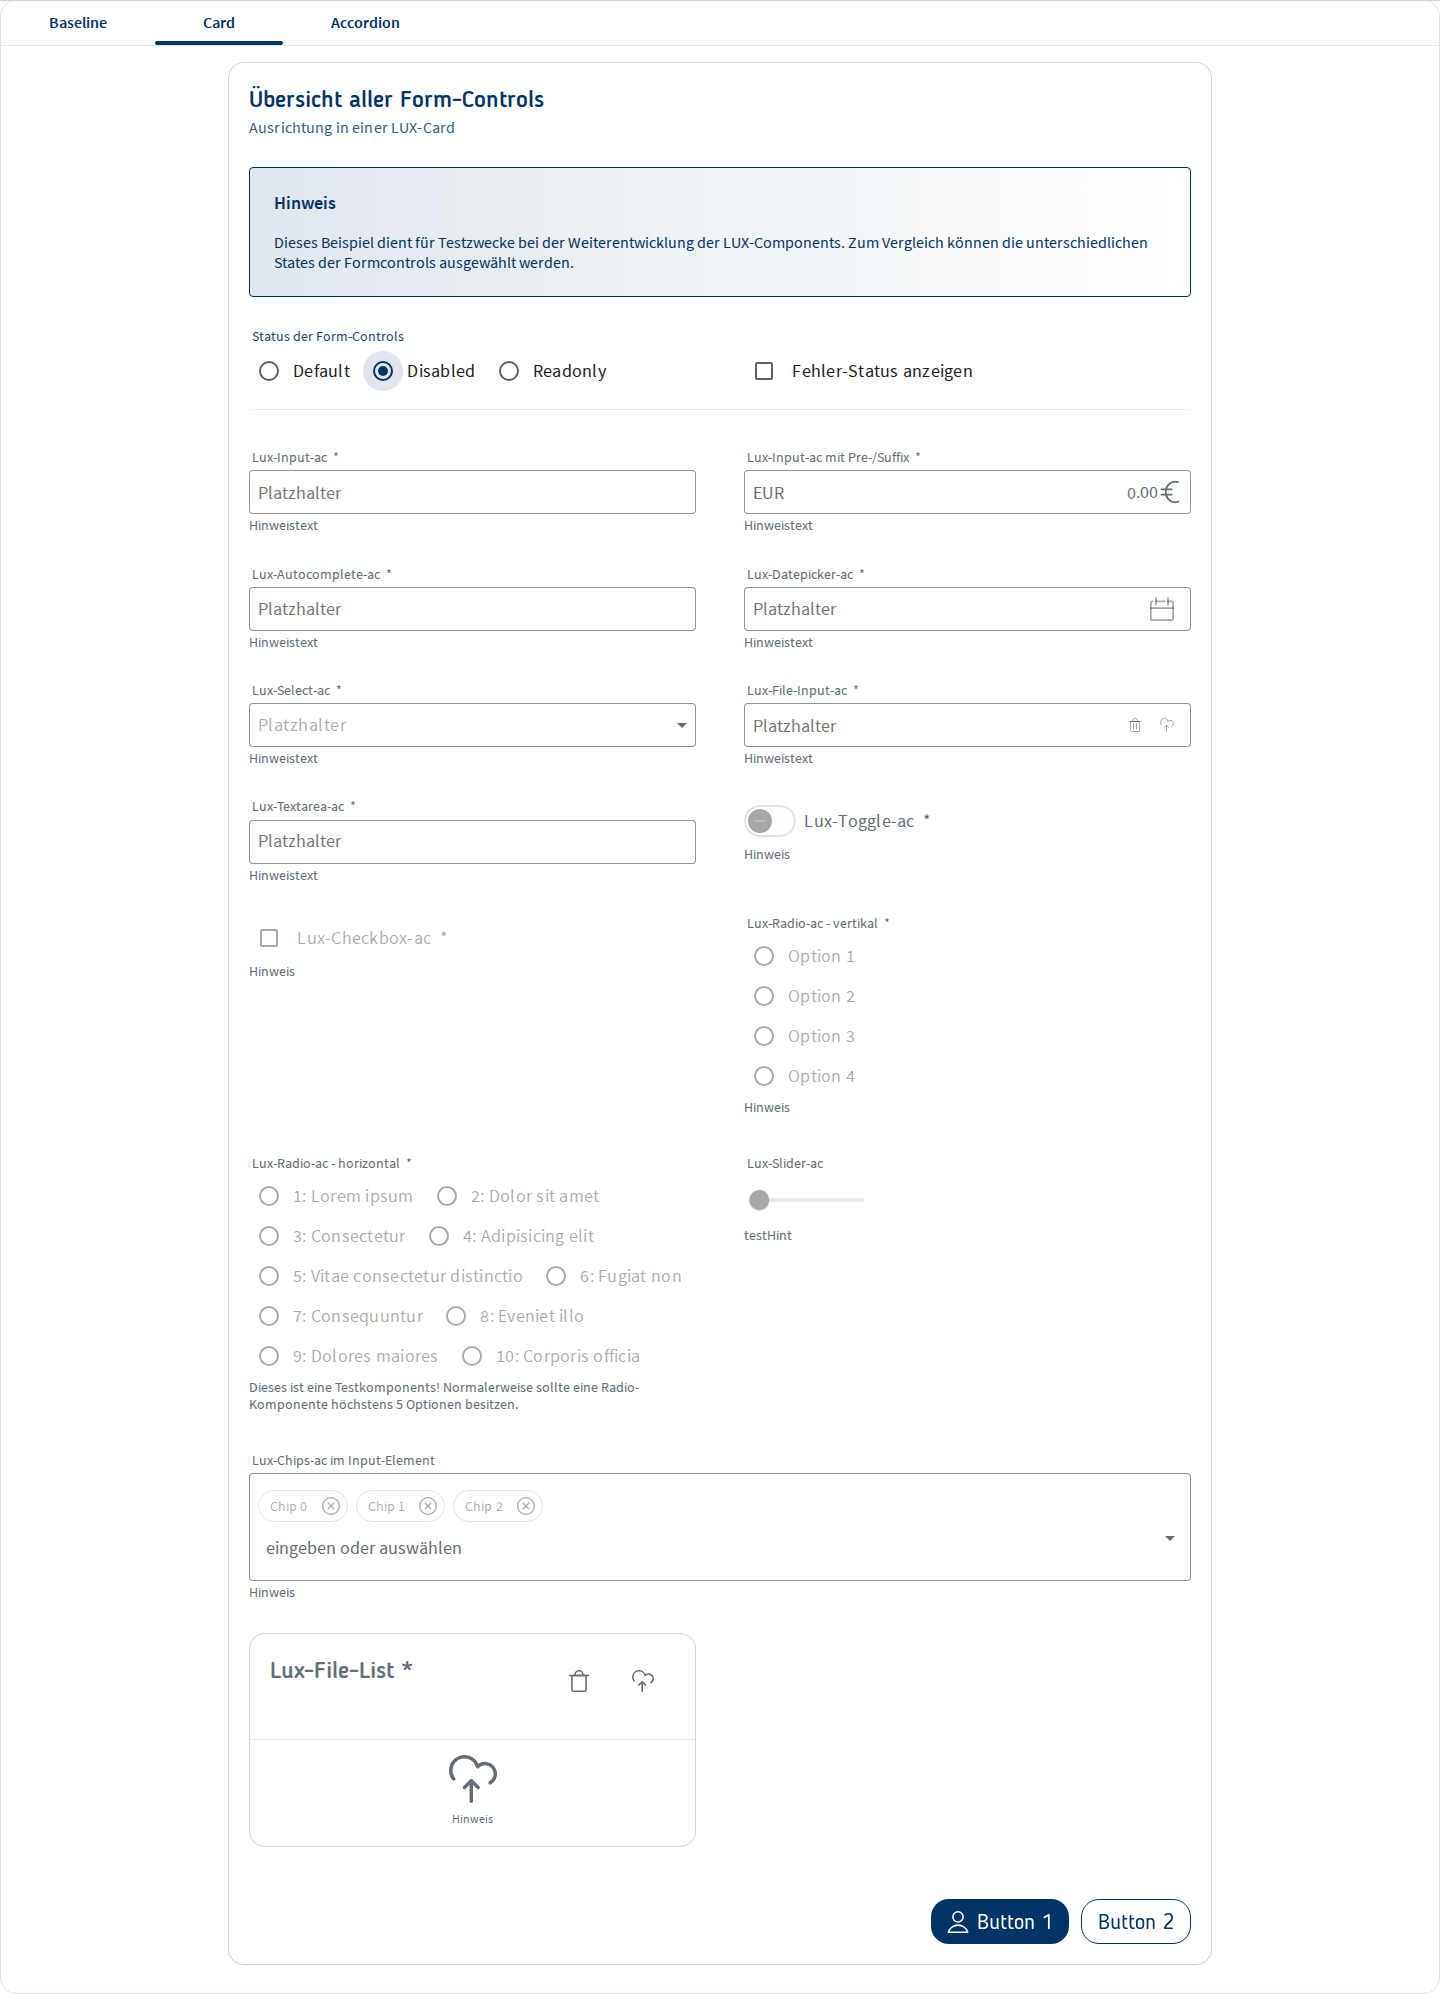 Baseline Card Accordion
Übersicht aller Form-Controls
Ausrichtung in einer LUX-Card
Hinweis
Dieses Beispiel dient für Testzwecke bei der Weiterentwicklung der LUX-Components. Zum Vergleich können die unterschiedlichen
States der Formcontrols ausgewählt werden.
Status der Form-Controls
Default Disabled Readonly Fehler-Status anzeigen
Lux-Input-ac * Lux-Input-ac mit Pre-/Suffix *
Platzhalter EUR 0.00 €
Hinweistext Hinweistext
Lux-Autocomplete-ac * Lux-Datepicker-ac *
Platzhalter Platzhalter
Hinweistext Hinweistext
Lux-Select-ac * Lux-File-Input-ac *
Platzhalter Platzhalter
Hinweistext Hinweistext
Lux-Textarea-ac *
Platzhalter
Hinweistext
Lux-Toggle-ac *
Hinweis
Lux-Checkbox-ac *
Hinweis
Lux-Radio-ac - vertikal *
Option 1
Option 2
Option 3
Option 4
Hinweis
Lux-Radio-ac - horizontal *
1: Lorem ipsum 2: Dolor sit amet
3: Consectetur 4: Adipisicing elit
5: Vitae consectetur distinctio 6: Fugiat non
7: Consequuntur 8: Eveniet illo
9: Dolores maiores 10: Corporis officia
Dieses ist eine Testkomponents! Normalerweise sollte eine Radio-
Komponente höchstens 5 Optionen besitzen.
Lux-Slider-ac
testHint
Lux-Chips-ac im Input-Element
Chip 0 Chip 1 Chip 2
eingeben oder auswählen
Hinweis
Lux-File-List *
Hinweis
Button 1 Button 2